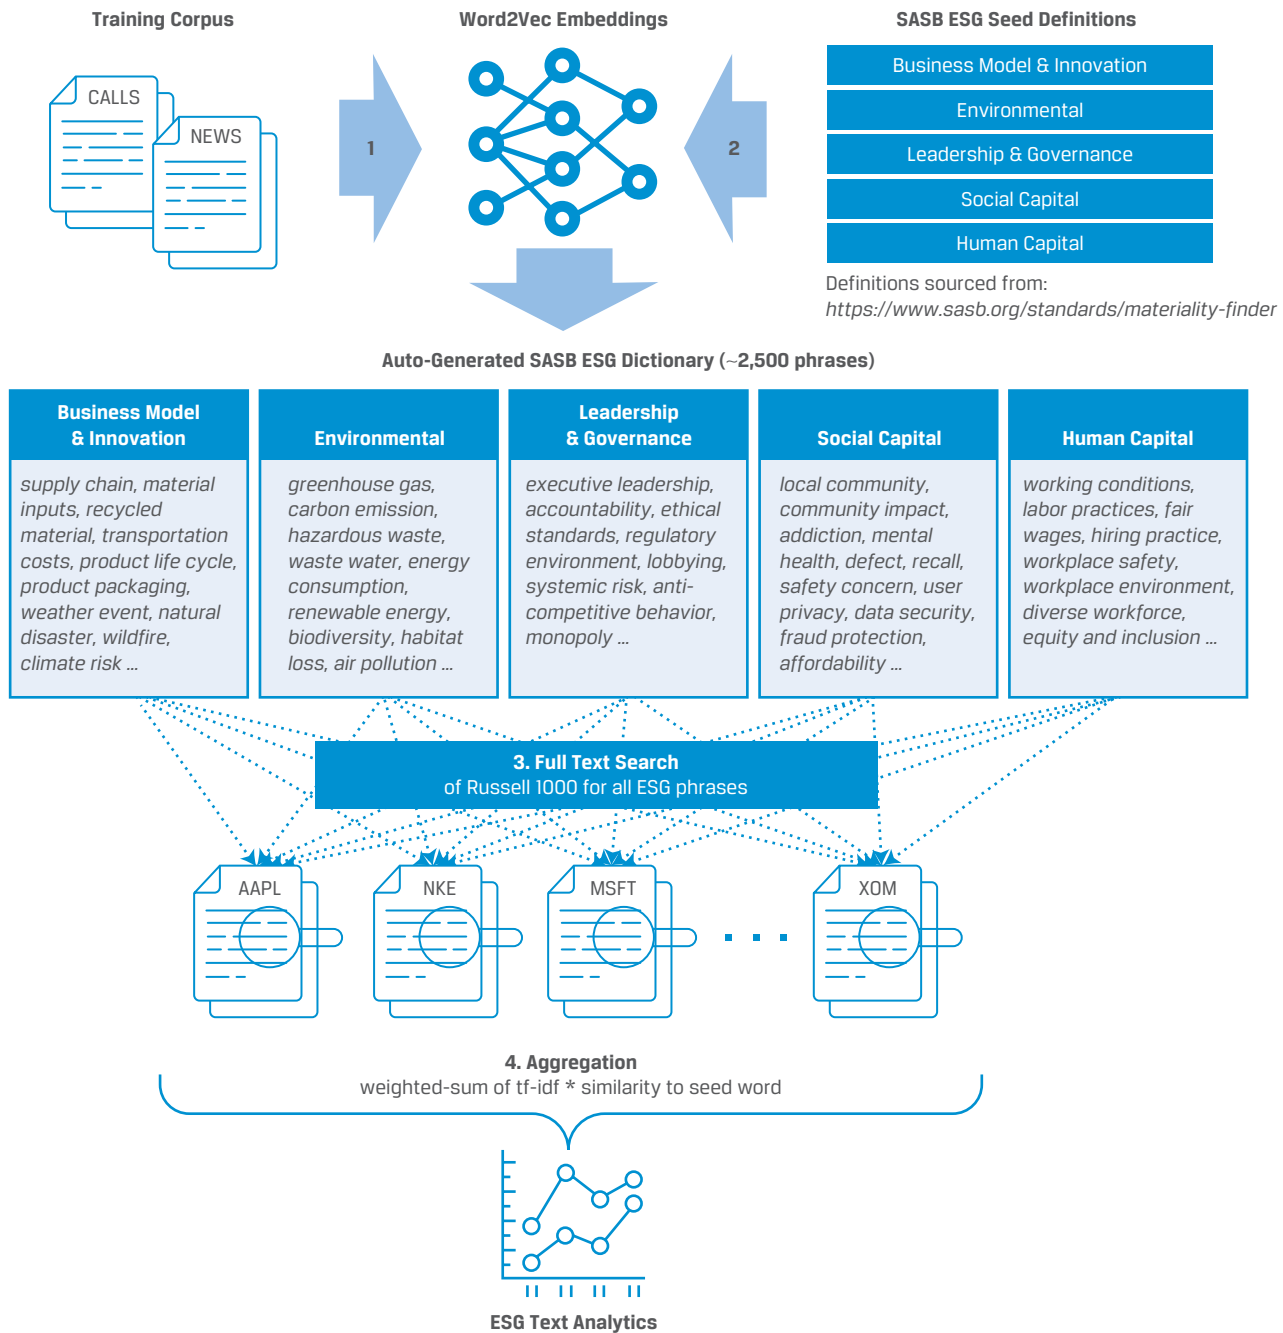 Training Corpus
Word2Vec Embeddings
SASB ESG Seed Definitions
CALLS
NEWS
1
2
Business Model & Innovation
Environmental
Leadership & Governance
Social Capital
Human Capital
Definitions sourced from:
https://www.sasb.org/standards/materiality-finder
Auto-Generated SASB ESG Dictionary (~2,500 phrases)
Business Model
& Innovation
supply chain, material
inputs, recycled
material, transportation
costs, product life cycle,
product packaging,
weather event, natural
disaster, wildfire,
climate risk ...
Environmental
greenhouse gas,
carbon emission,
hazardous waste,
waste water, energy
consumption,
renewable energy,
biodiversity, habitat
loss, air pollution ...
Leadership
& Governance
executive leadership,
accountability, ethical
standards, regulatory
environment, lobbying,
systemic risk, anti-
competitive behavior,
monopoly ...
Social Capital
local community,
community impact,
addiction, mental
health, defect, recall,
safety concern, user
privacy, data security,
fraud protection,
affordability ...
Human Capital
working conditions,
labor practices, fair
wages, hiring practice,
workplace safety,
workplace environment,
diverse workforce,
equity and inclusion ...
3. Full Text Search
of Russell 1000 for all ESG phrases
AAPL
NKE
MSFT
XOM
4. Aggregation
weighted-sum of tf-idf * similarity to seed word
ESG Text Analytics